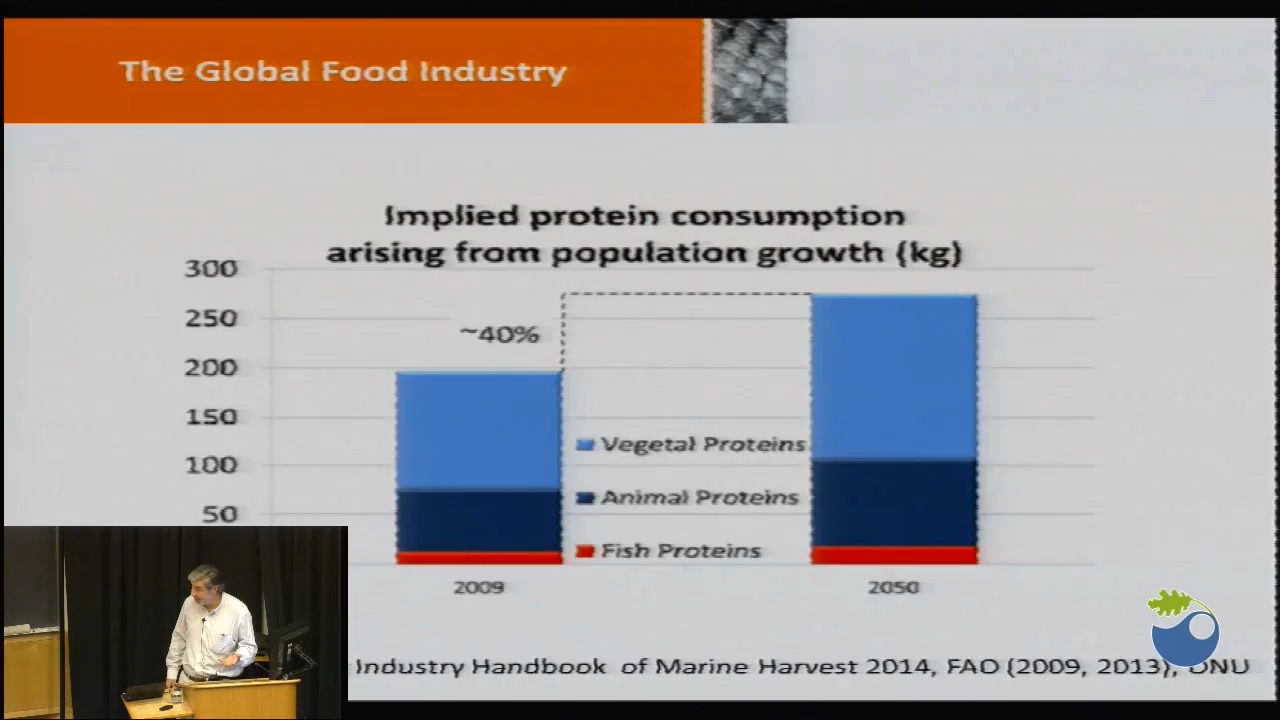 The Global Food Industry
Implied protein consumption
arising from population growth (kg)
300
250
200
150
100
50
~40%
Vegetal Proteins
Animal Proteins
Fish Proteins
2009
2050
Industry Handbook of Marine Harvest 2014, FAO (2009, 2013), ONU